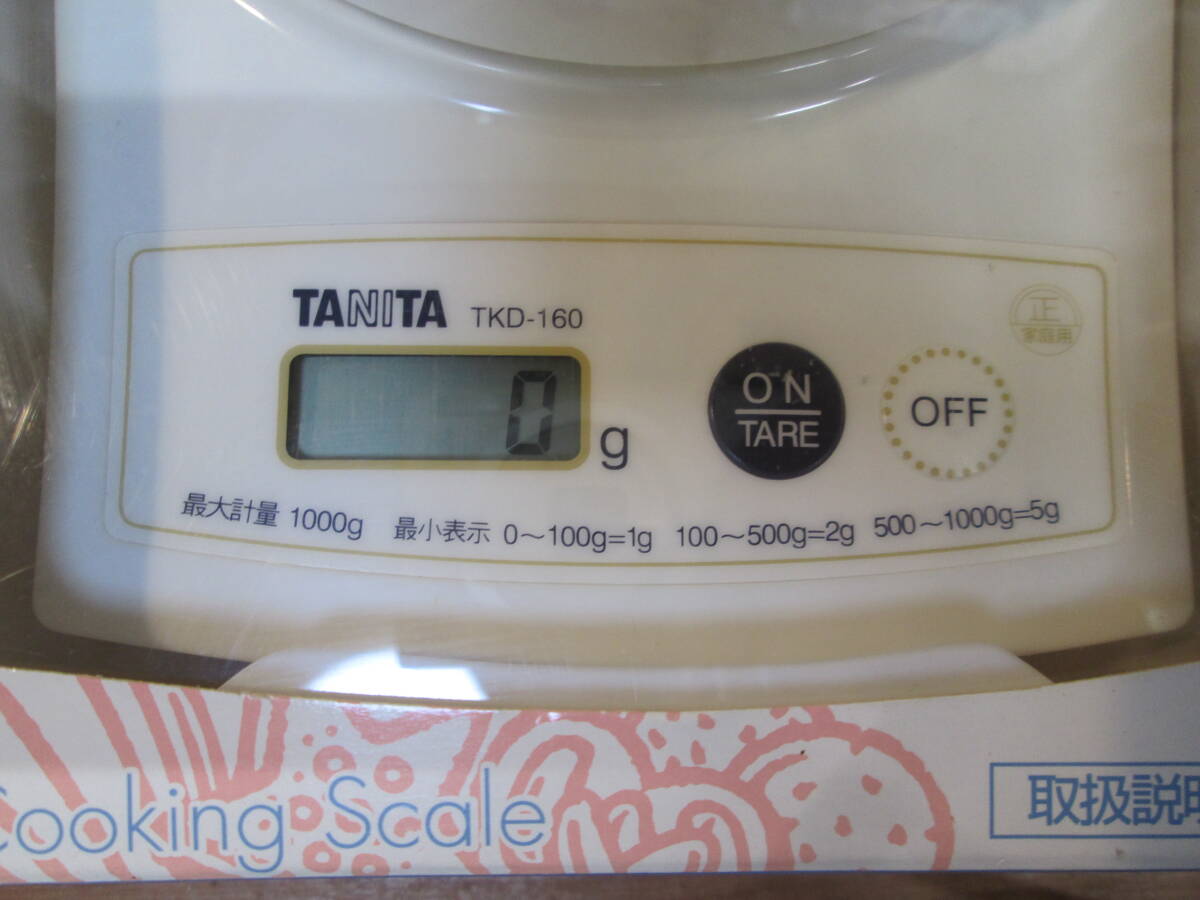 TANITA TKD-160
正
家庭用
0 g
ON
TARE
OFF
最大計量 1000g 最小表示 0～100g=1g 100～500g=2g 500～1000g=5g
Cooking Scale
取扱説明